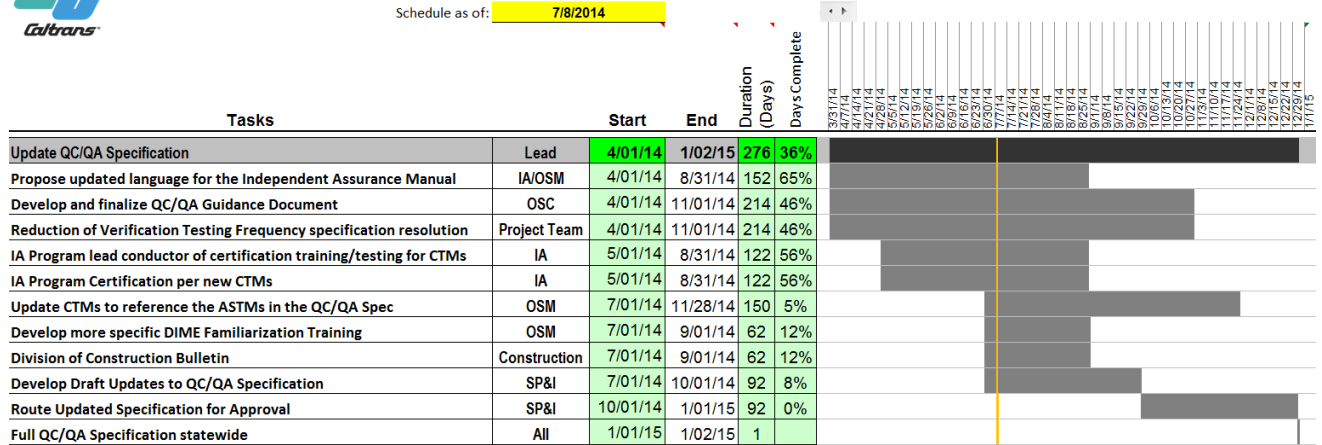 Caltrans
Schedule as of: 7/8/2014
Tasks Start End Duration (Days) Days Complete 3/31/14 4/7/14 4/14/14 4/21/14 4/28/14 5/5/14 5/12/14 5/19/14 5/26/14 6/2/14 6/9/14 6/16/14 6/23/14 6/30/14 7/7/14 7/14/14 7/21/14 7/28/14 8/4/14 8/11/14 8/18/14 8/25/14 9/1/14 9/8/14 9/15/14 9/22/14 9/29/14 10/6/14 10/13/14 10/20/14 10/27/14 11/3/14 11/10/14 11/17/14 11/24/14 12/1/14 12/8/14 12/15/14 12/22/14 12/29/14 1/1/15
Update QC/QA Specification Lead 4/01/14 1/02/15 276 36%
Propose updated language for the Independent Assurance Manual IA/OSM 4/01/14 8/31/14 152 65%
Develop and finalize QC/QA Guidance Document OSC 4/01/14 11/01/14 214 46%
Reduction of Verification Testing Frequency specification resolution Project Team 4/01/14 11/01/14 214 46%
IA Program lead conductor of certification training/testing for CTMs IA 5/01/14 8/31/14 122 56%
IA Program Certification per new CTMs IA 5/01/14 8/31/14 122 56%
Update CTMs to reference the ASTMs in the QC/QA Spec OSM 7/01/14 11/28/14 150 5%
Develop more specific DIME Familiarization Training OSM 7/01/14 9/01/14 62 12%
Division of Construction Bulletin Construction 7/01/14 9/01/14 62 12%
Develop Draft Updates to QC/QA Specification SP&I 7/01/14 10/01/14 92 8%
Route Updated Specification for Approval SP&I 10/01/14 1/01/15 92 0%
Full QC/QA Specification statewide All 1/01/15 1/02/15 1